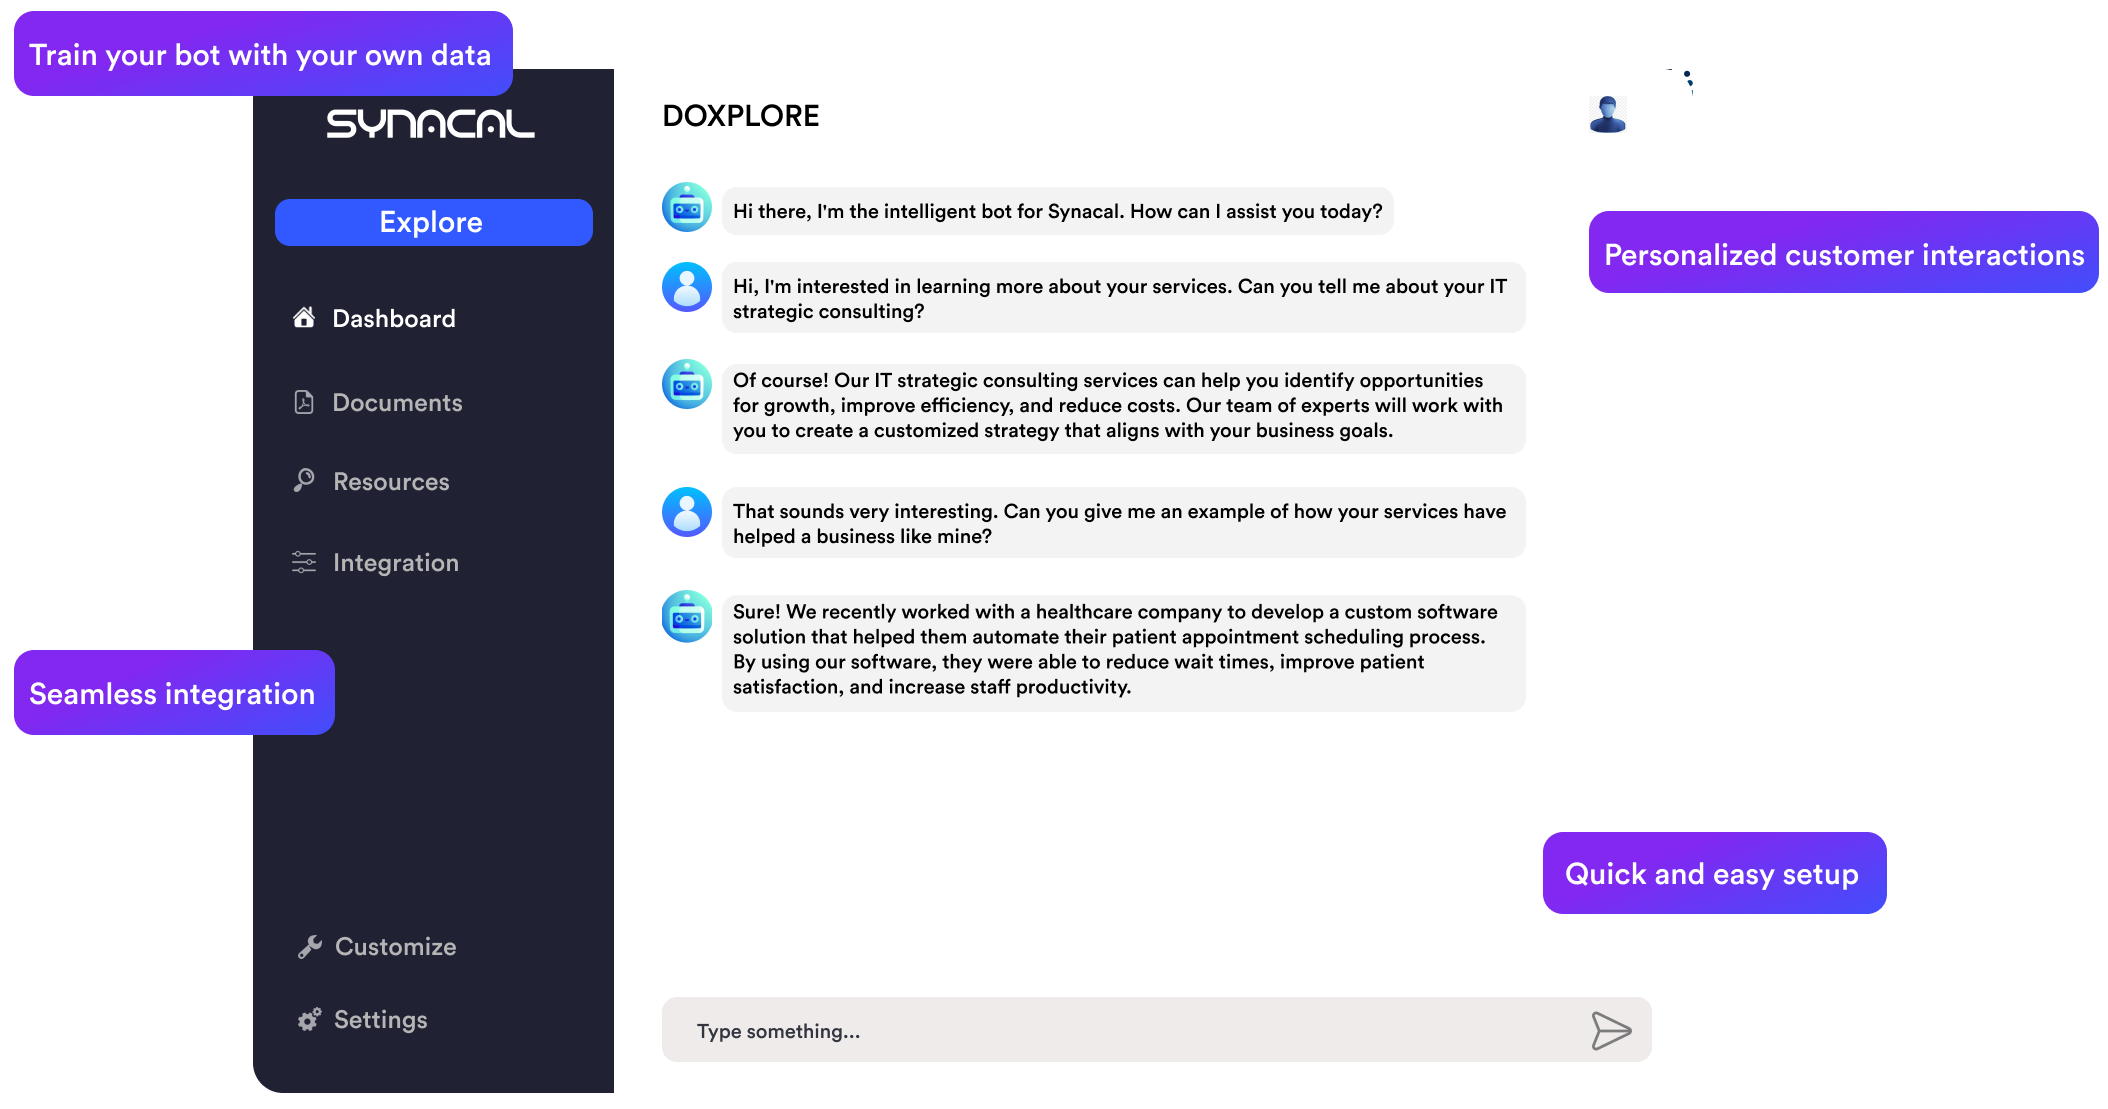 Train your bot with your own data
SYNACAL
Explore
Dashboard
Documents
Resources
Integration
Seamless integration
Customize
Settings
DOXPLORE
Hi there, I'm the intelligent bot for Synacal. How can I assist you today?
Hi, I'm interested in learning more about your services. Can you tell me about your IT
strategic consulting?
Of course! Our IT strategic consulting services can help you identify opportunities
for growth, improve efficiency, and reduce costs. Our team of experts will work with
you to create a customized strategy that aligns with your business goals.
That sounds very interesting. Can you give me an example of how your services have
helped a business like mine?
Sure! We recently worked with a healthcare company to develop a custom software
solution that helped them automate their patient appointment scheduling process.
By using our software, they were able to reduce wait times, improve patient
satisfaction, and increase staff productivity.
Type something...
Personalized customer interactions
Quick and easy setup